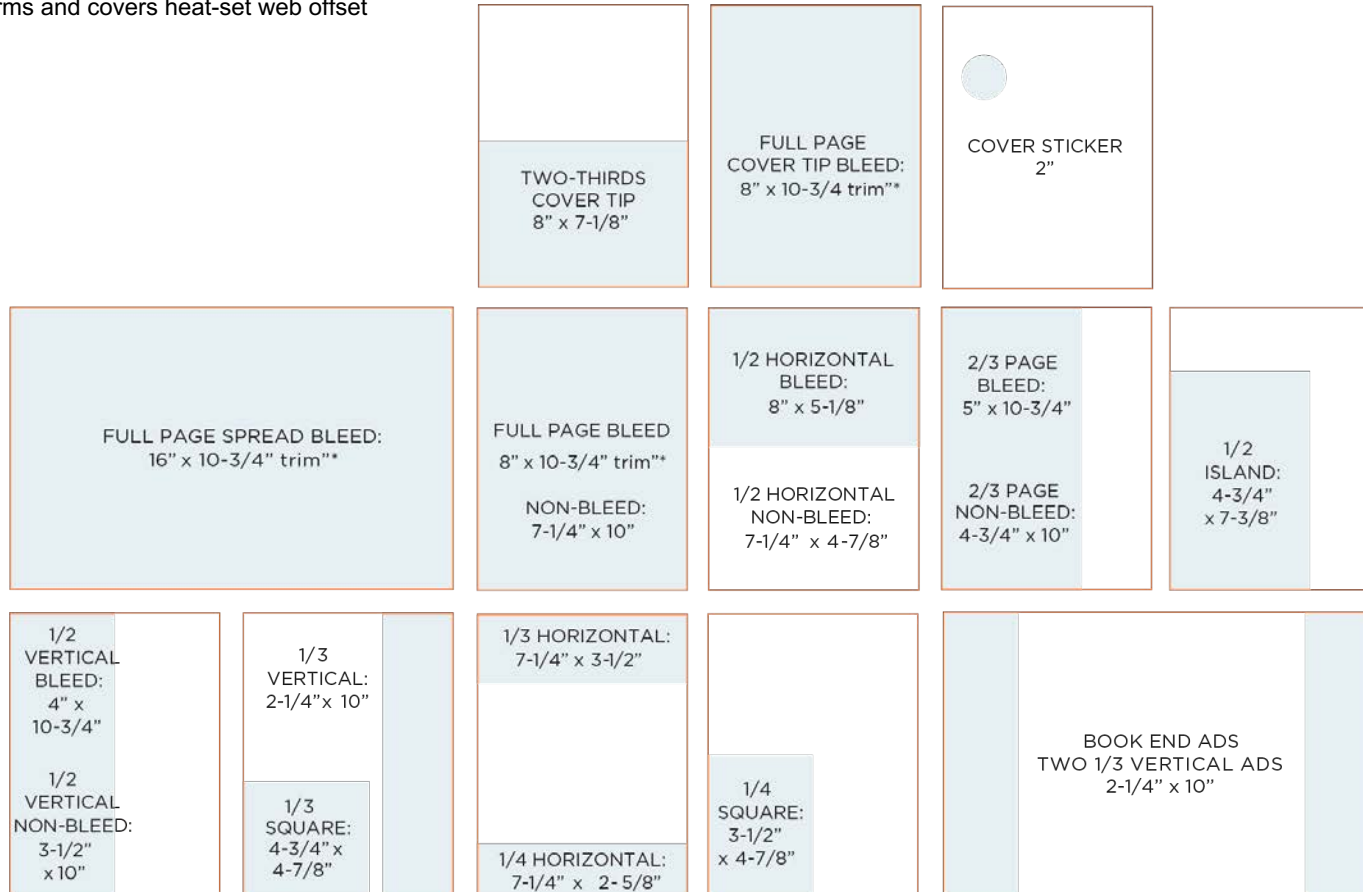 rms and covers heat-set web offset
TWO-THIRDS
COVER TIP
8” x 7-1/8”
FULL PAGE
COVER TIP BLEED:
8” x 10-3/4 trim”*
COVER STICKER
2”
FULL PAGE SPREAD BLEED:
16” x 10-3/4” trim”*
FULL PAGE BLEED
8” x 10-3/4” trim”*
NON-BLEED:
7-1/4” x 10”
1/2 HORIZONTAL
BLEED:
8” x 5-1/8”
1/2 HORIZONTAL
NON-BLEED:
7-1/4” x 4-7/8”
2/3 PAGE
BLEED:
5” x 10-3/4”
2/3 PAGE
NON-BLEED:
4-3/4” x 10”
1/2
ISLAND:
4-3/4”
x 7-3/8”
1/2
VERTICAL
BLEED:
4” x
10-3/4”
1/2
VERTICAL
NON-BLEED:
3-1/2”
x 10”
1/3
VERTICAL:
2-1/4”x 10”
1/3
SQUARE:
4-3/4” x
4-7/8”
1/3 HORIZONTAL:
7-1/4” x 3-1/2”
1/4 HORIZONTAL:
7-1/4” x 2- 5/8”
1/4
SQUARE:
3-1/2”
x 4-7/8”
BOOK END ADS
TWO 1/3 VERTICAL ADS
2-1/4” x 10”